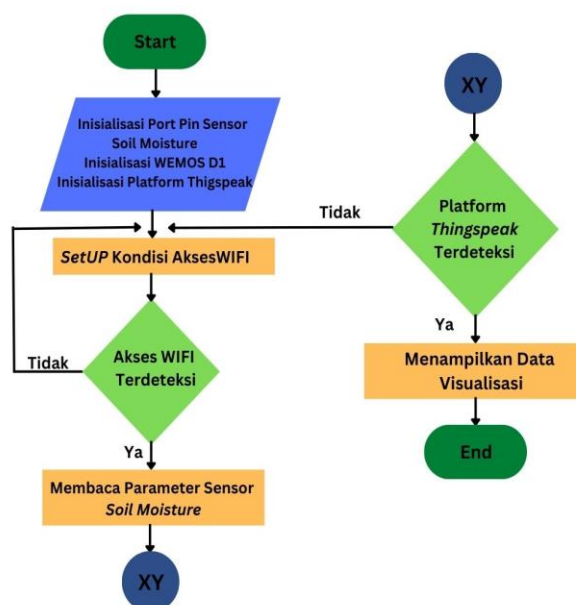 Start
Inisialisasi Port Pin Sensor
Soil Moisture
Inisialisasi WEMOS D1
Inisialisasi Platform Thigspeak
SetUP Kondisi AksesWIFI
Akses WIFI
Terdeteksi
Tidak
Ya
Membaca Parameter Sensor
Soil Moisture
XY
XY
Platform
Thingspeak
Terdeteksi
Tidak
Ya
Menampilkan Data
Visualisasi
End